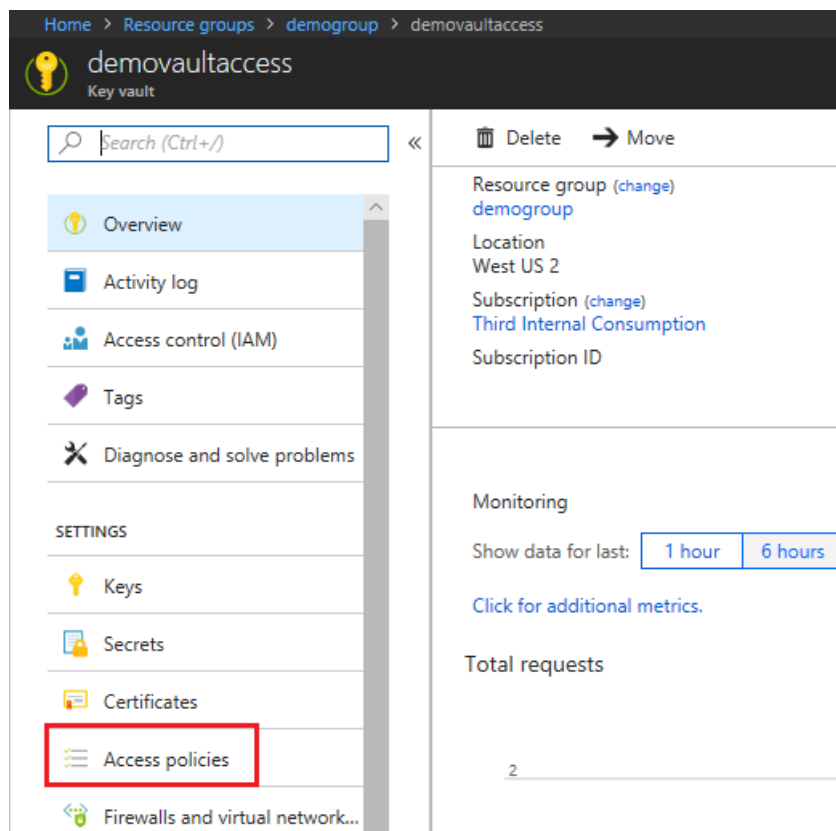 Home > Resource groups > demogroup > demovaultaccess
demovaultaccess
Key vault
Search (Ctrl+/)
«
Overview
Activity log
Access control (IAM)
Tags
Diagnose and solve problems
SETTINGS
Keys
Secrets
Certificates
Access policies
Firewalls and virtual network...
Delete
Move
Resource group (change)
demogroup
Location
West US 2
Subscription (change)
Third Internal Consumption
Subscription ID
Monitoring
Show data for last: 1 hour 6 hours
Click for additional metrics.
Total requests
2